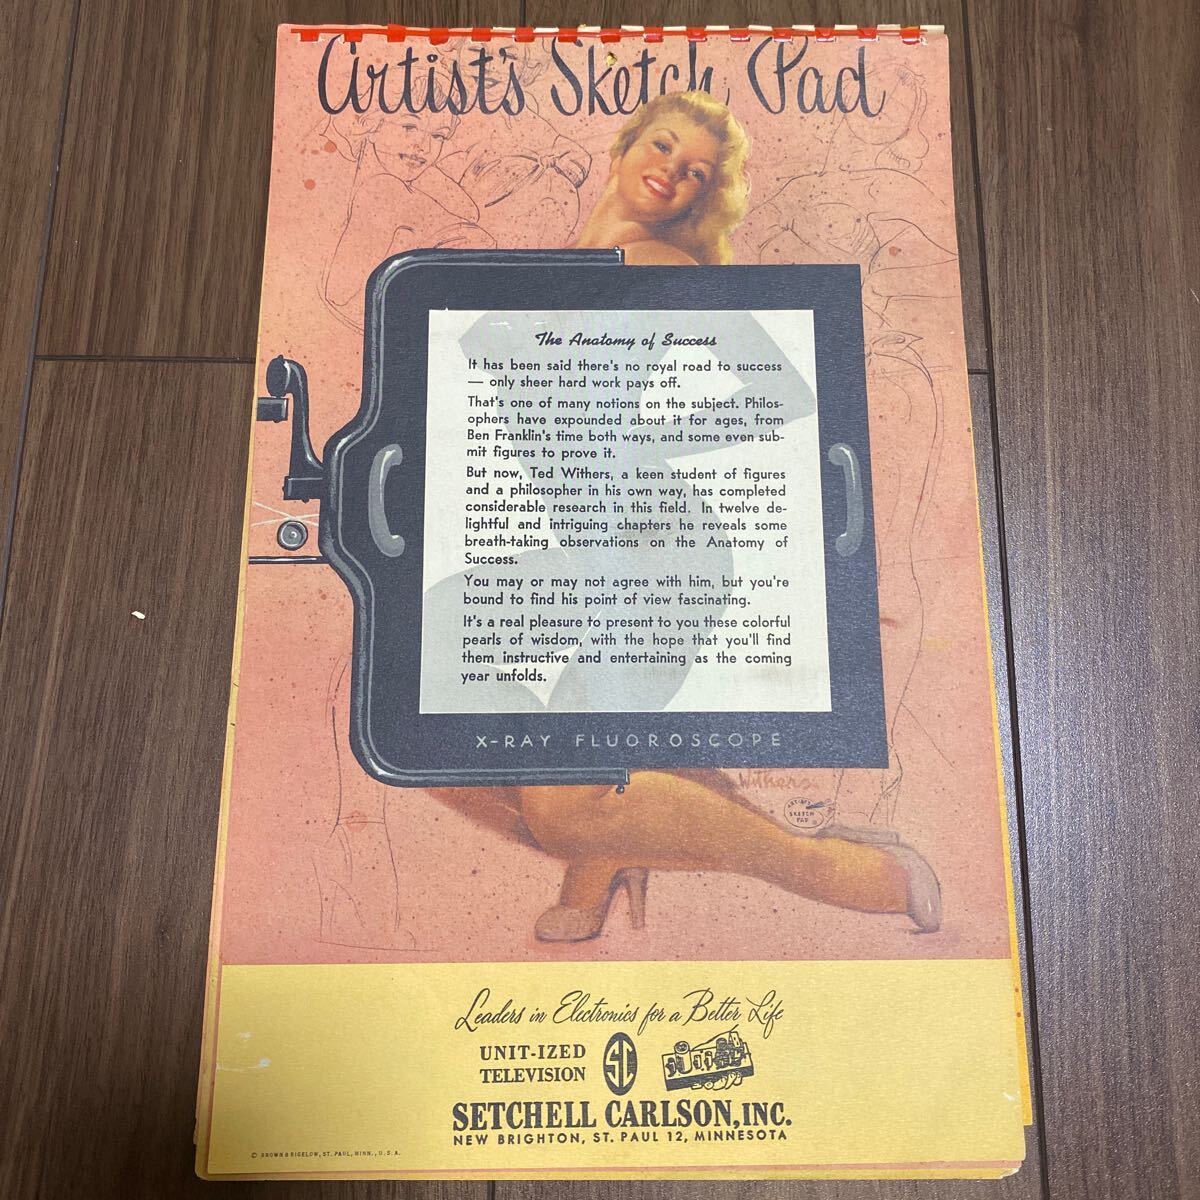 Artist's Sketch Pad
The Anatomy of Success
It has been said there's no royal road to success
— only sheer hard work pays off.
That's one of many notions on the subject. Philos-
ophers have expounded about it for ages, from
Ben Franklin's time both ways, and some even sub-
mit figures to prove it.
But now, Ted Withers, a keen student of figures
and a philosopher in his own way, has completed
considerable research in this field. In twelve de-
lightful and intriguing chapters he reveals some
breath-taking observations on the Anatomy of
Success.
You may or may not agree with him, but you're
bound to find his point of view fascinating.
It's a real pleasure to present to you these colorful
pearls of wisdom, with the hope that you'll find
them instructive and entertaining as the coming
year unfolds.
X-RAY FLUOROSCOPE
Withers
ARTIST'S
SKETCH
PAD
Leaders in Electronics for a Better Life
UNIT-IZED
TELEVISION
SC
SETCHELL CARLSON, INC.
NEW BRIGHTON, ST. PAUL 12, MINNESOTA
© BROWN & BIGELOW, ST. PAUL, MINN., U.S.A.